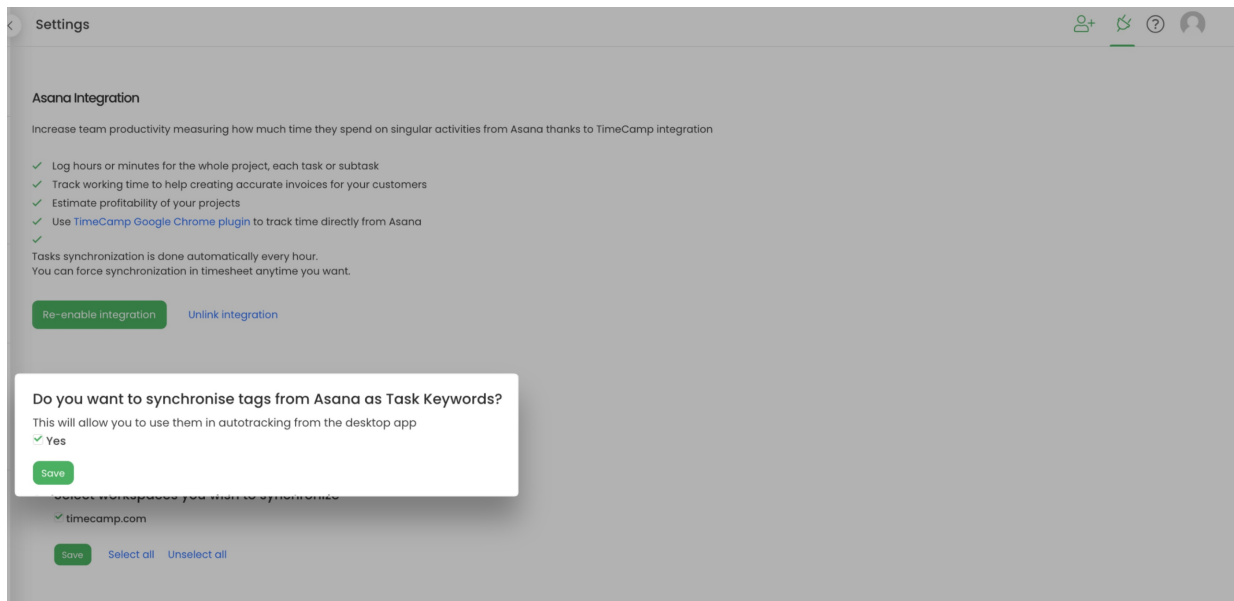 Settings
Asana Integration
Increase team productivity measuring how much time they spend on singular activities from Asana thanks to TimeCamp integration
Log hours or minutes for the whole project, each task or subtask
Track working time to help creating accurate invoices for your customers
Estimate profitability of your projects
Use TimeCamp Google Chrome plugin to track time directly from Asana
Tasks synchronization is done automatically every hour.
You can force synchronization in timesheet anytime you want.
Re-enable integration Unlink integration
Do you want to synchronise tags from Asana as Task Keywords?
This will allow you to use them in autotracking from the desktop app
Yes
Save
Select workspaces you wish to synchronize
timecamp.com
Save Select all Unselect all